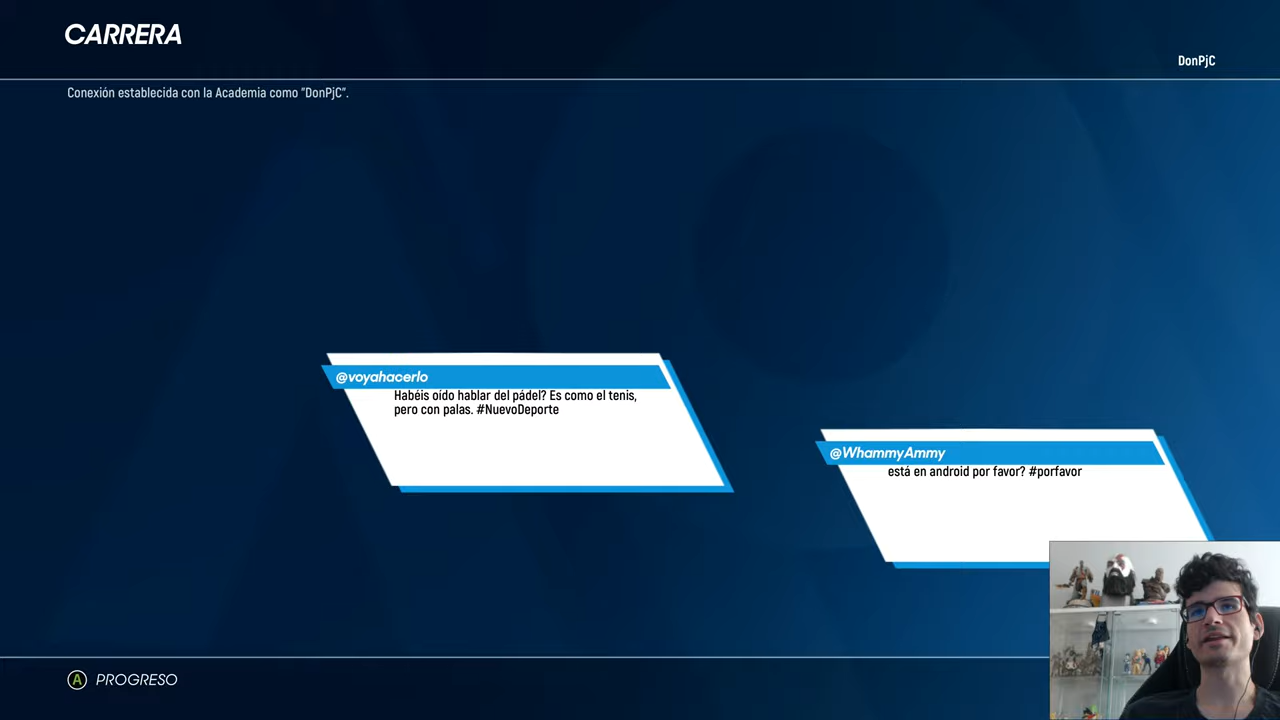 CARRERA
DonPjC
Conexión establecida con la Academia como "DonPjC".
@voyahacerlo
Habéis oído hablar del pádel? Es como el tenis,
pero con palas. #NuevoDeporte
@WhammyAmmy
está en android por favor? #porfavor
A PROGRESO